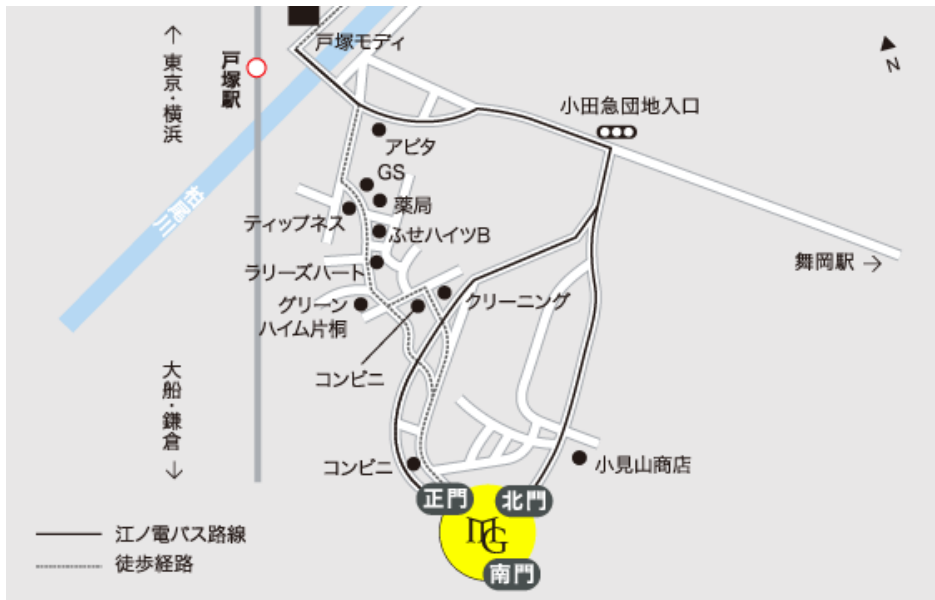 ↑東京・横浜
戸塚駅
戸塚モディ
N
小田急団地入口
アピタ
GS
薬局
ティップネス
ふせハイツB
舞岡駅→
ラリーズハート
クリーニング
グリーン
ハイム片桐
コンビニ
大船・鎌倉↓
コンビニ
小見山商店
正門
北門
MG
南門
江ノ電バス路線
徒歩経路